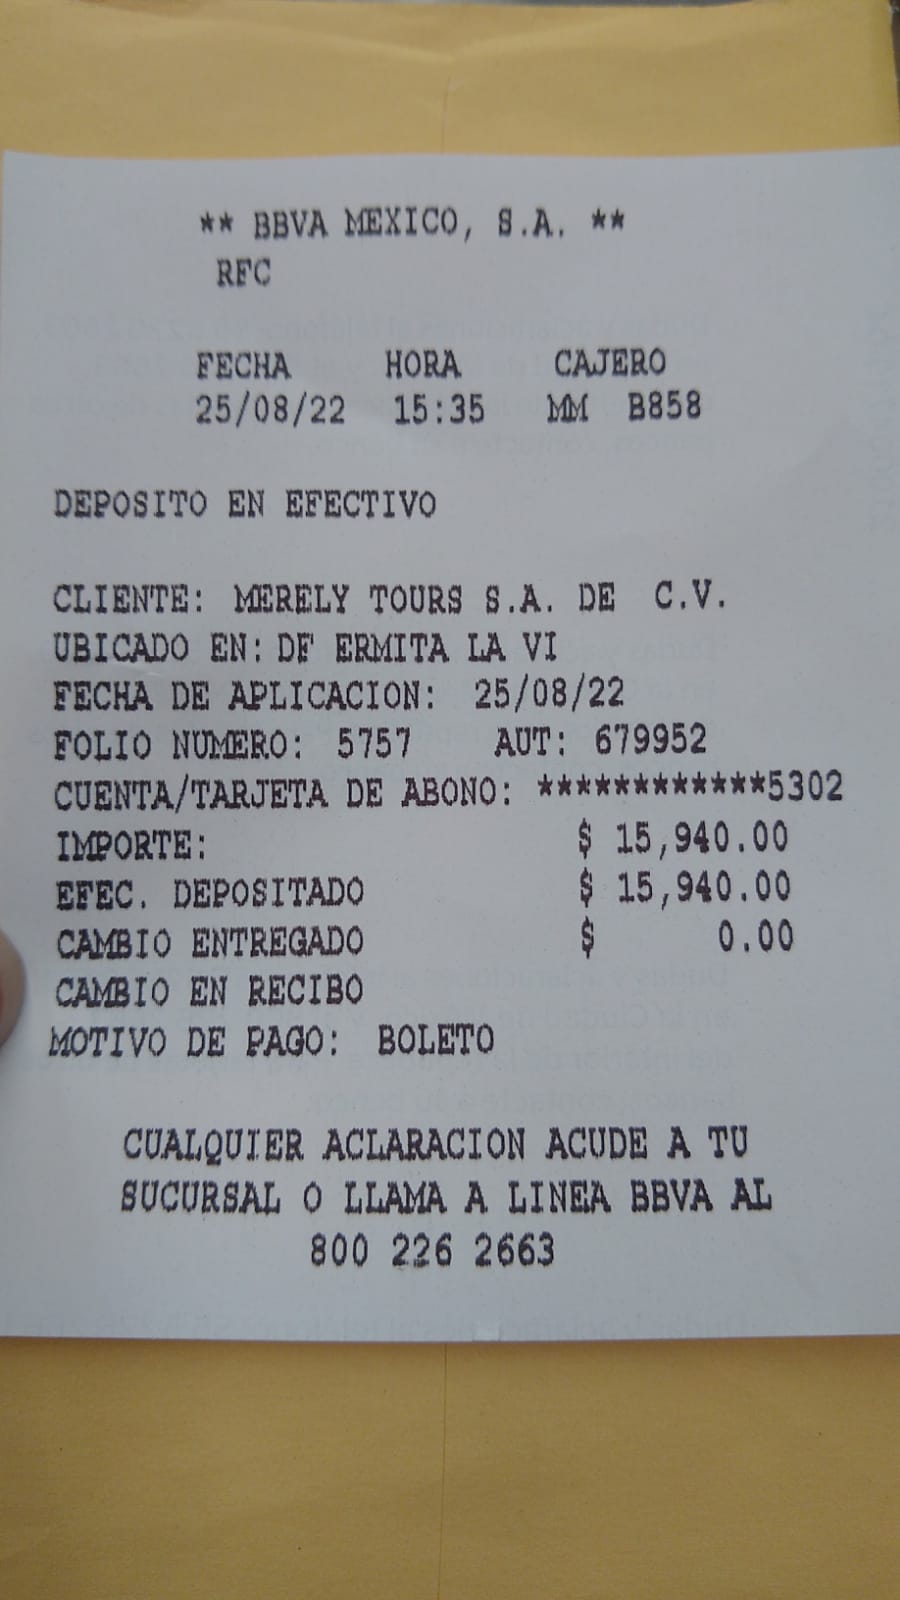 ** BBVA MEXICO, S.A. **
RFC
FECHA HORA CAJERO
25/08/22 15:35 MM B858
DEPOSITO EN EFECTIVO
CLIENTE: MERELY TOURS S.A. DE C.V.
UBICADO EN: DF ERMITA LA VI
FECHA DE APLICACION: 25/08/22
FOLIO NUMERO: 5757 AUT: 679952
CUENTA/TARJETA DE ABONO: ************5302
IMPORTE: $ 15,940.00
EFEC. DEPOSITADO $ 15,940.00
CAMBIO ENTREGADO $ 0.00
CAMBIO EN RECIBO
MOTIVO DE PAGO: BOLETO
CUALQUIER ACLARACION ACUDE A TU
SUCURSAL O LLAMA A LINEA BBVA AL
800 226 2663